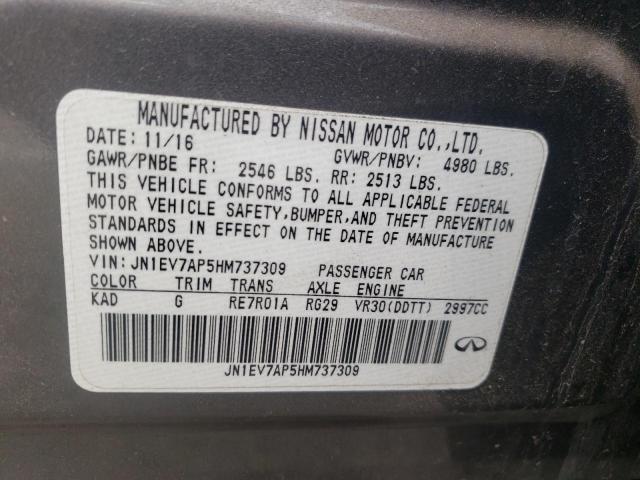 MANUFACTURED BY NISSAN MOTOR CO.,LTD.
DATE: 11/16 GVWR/PNBV: 4980 LBS.
GAWR/PNBE FR: 2546 LBS. RR: 2513 LBS.
THIS VEHICLE CONFORMS TO ALL APPLICABLE FEDERAL
MOTOR VEHICLE SAFETY,BUMPER,AND THEFT PREVENTION
STANDARDS IN EFFECT ON THE DATE OF MANUFACTURE
SHOWN ABOVE.
VIN:JN1EV7AP5HM737309 PASSENGER CAR
COLOR TRIM TRANS AXLE ENGINE
KAD G RE7R01A RG29 VR30(DDTT) 2997CC
JN1EV7AP5HM737309